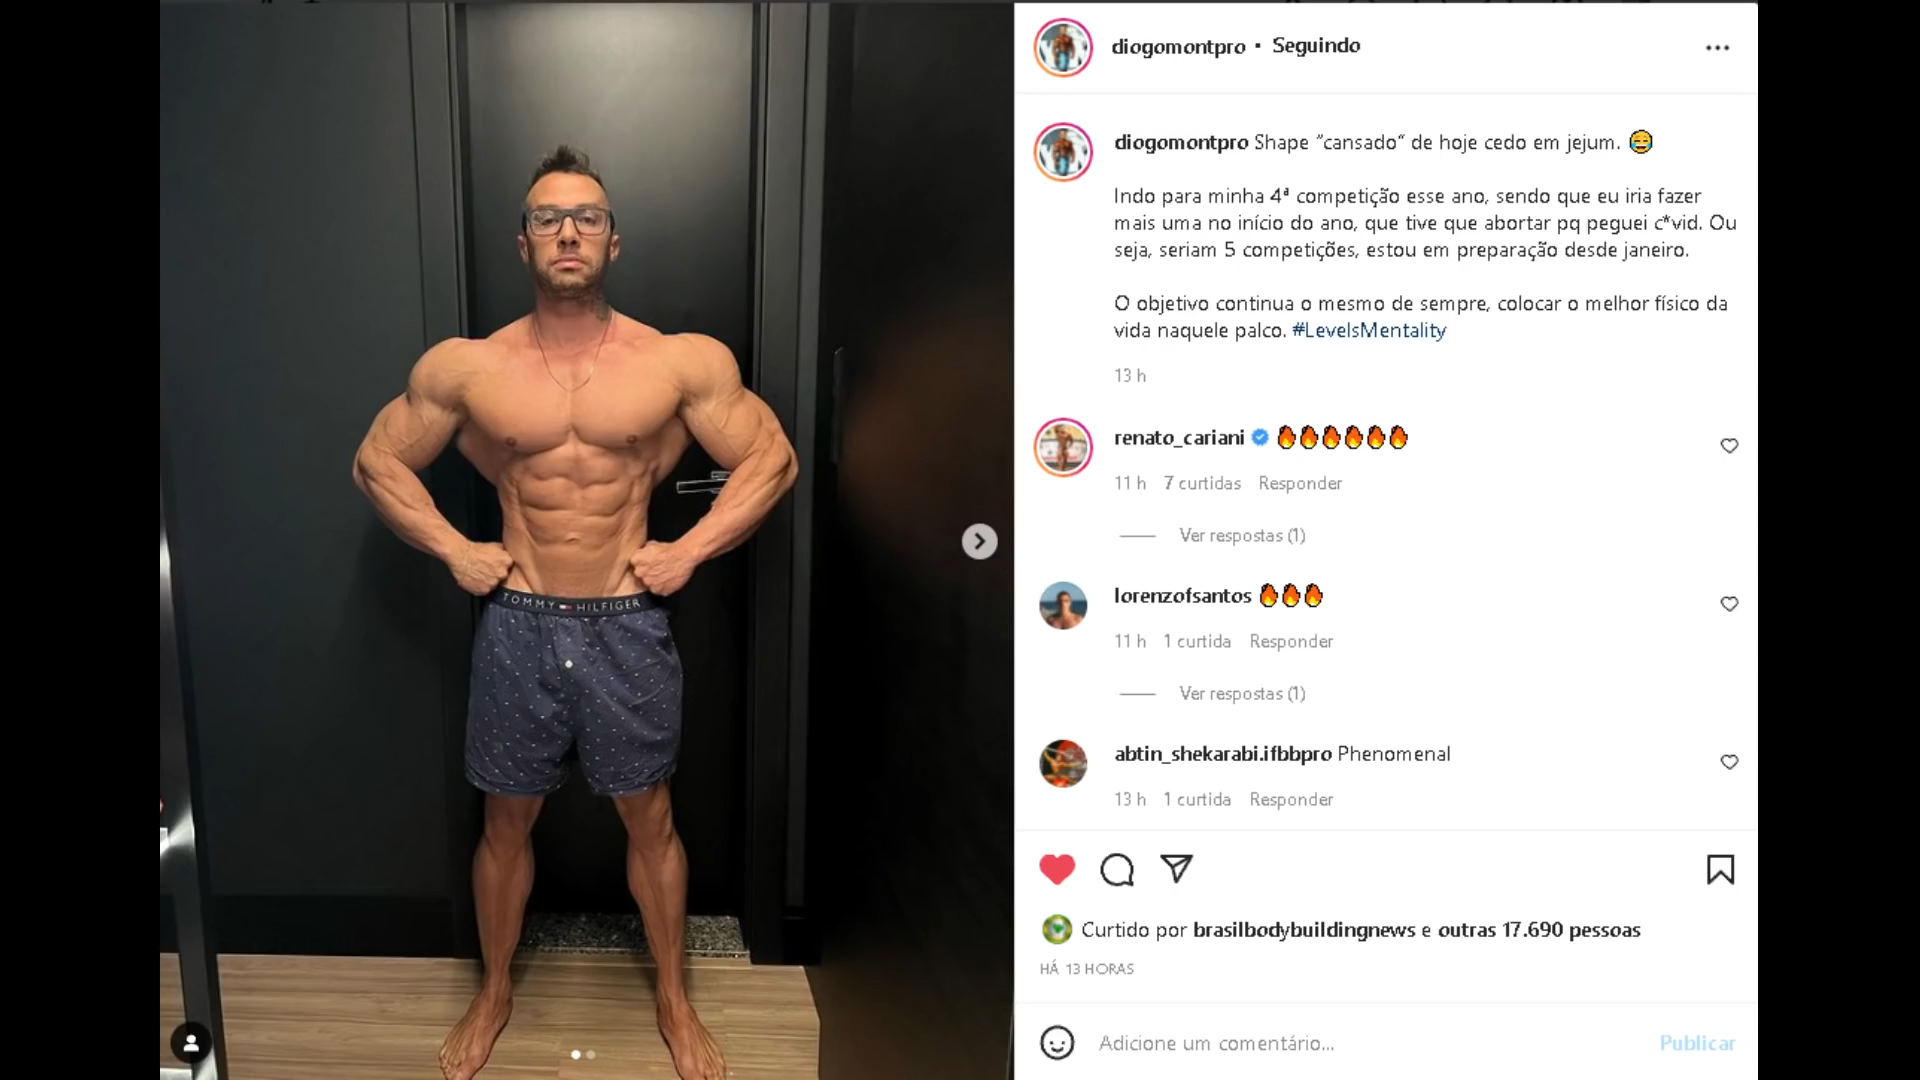 diogomontpro • Seguindo
diogomontpro Shape “cansado“ de hoje cedo em jejum. 😂
Indo para minha 4ª competição esse ano, sendo que eu iria fazer
mais uma no início do ano, que tive que abortar pq peguei c*vid. Ou
seja, seriam 5 competições, estou em preparação desde janeiro.
O objetivo continua o mesmo de sempre, colocar o melhor físico da
vida naquele palco. #LevelsMentality
13 h
renato_cariani 🔥🔥🔥🔥🔥🔥
11 h 7 curtidas Responder
Ver respostas (1)
lorenzofsantos 🔥🔥🔥
11 h 1 curtida Responder
Ver respostas (1)
abtin_shekarabi.ifbbpro Phenomenal
13 h 1 curtida Responder
Curtido por brasilbodybuildingnews e outras 17.690 pessoas
HÁ 13 HORAS
Adicione um comentário... Publicar
TOMMY HILFIGER